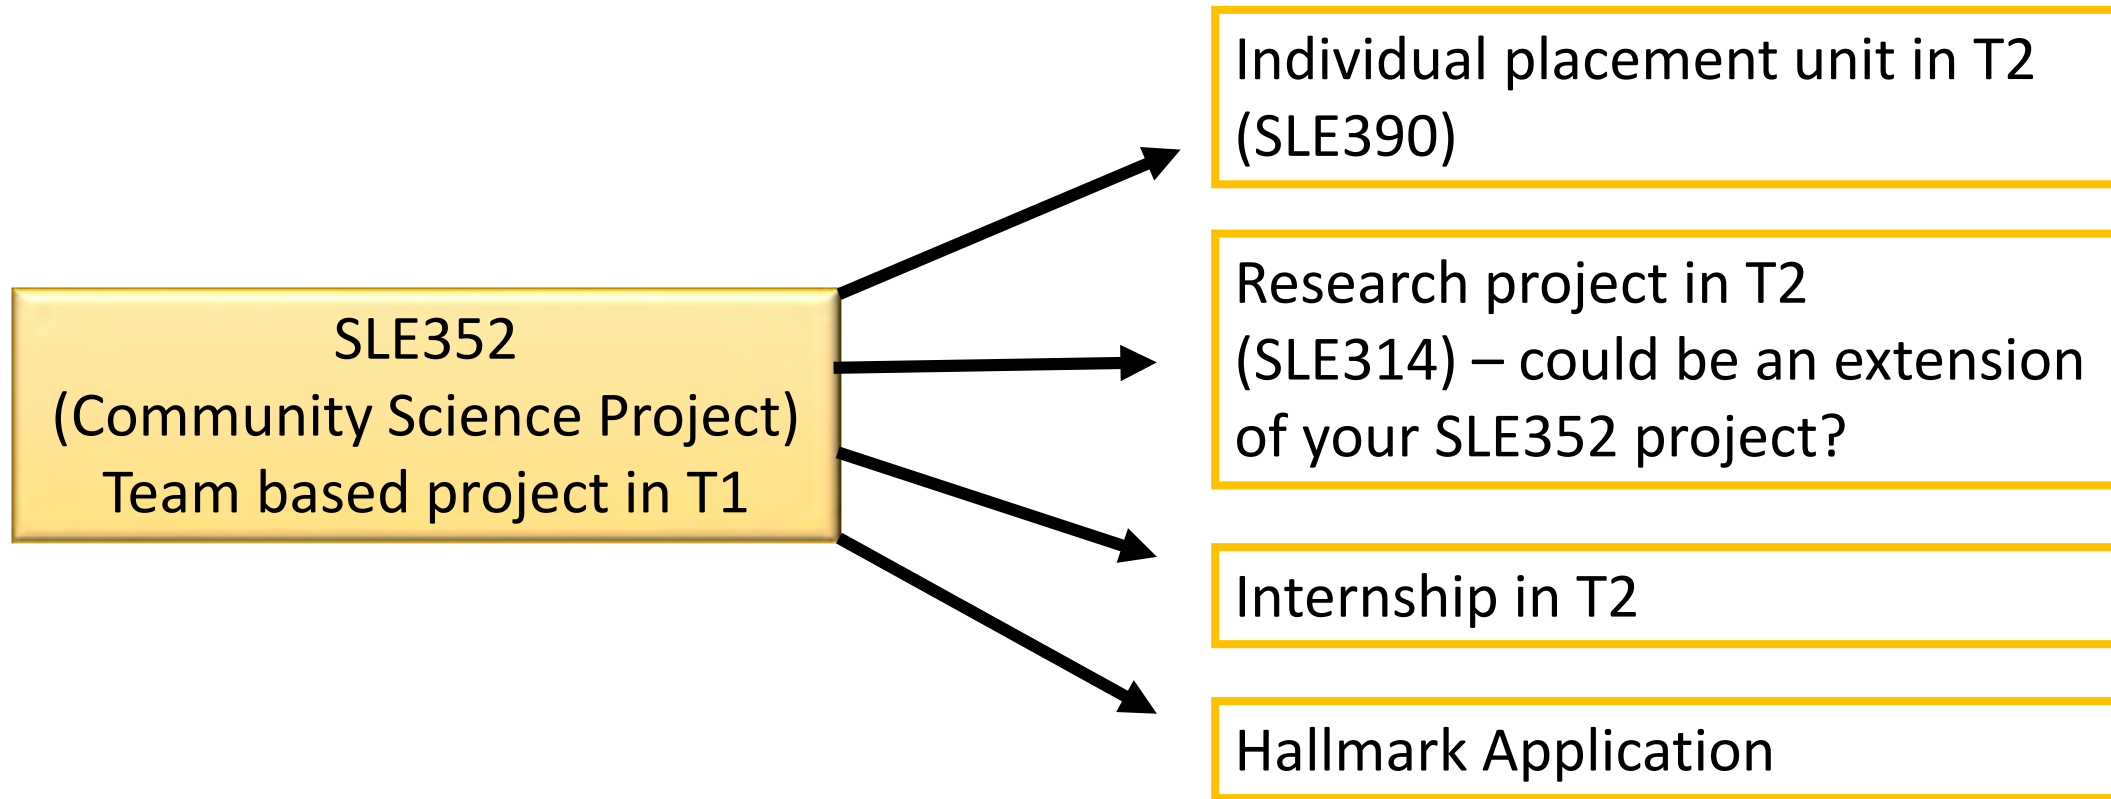 SLE352
(Community Science Project)
Team based project in T1
Individual placement unit in T2
(SLE390)
Research project in T2
(SLE314) – could be an extension
of your SLE352 project?
Internship in T2
Hallmark Application